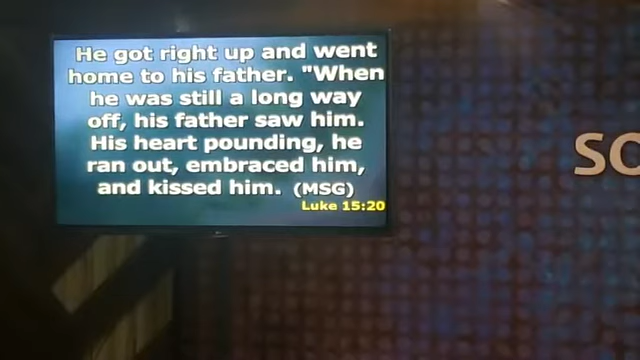 He got right up and went
home to his father. "When
he was still a long way
off, his father saw him.
His heart pounding, he
ran out, embraced him,
and kissed him. (MSG)
Luke 15:20